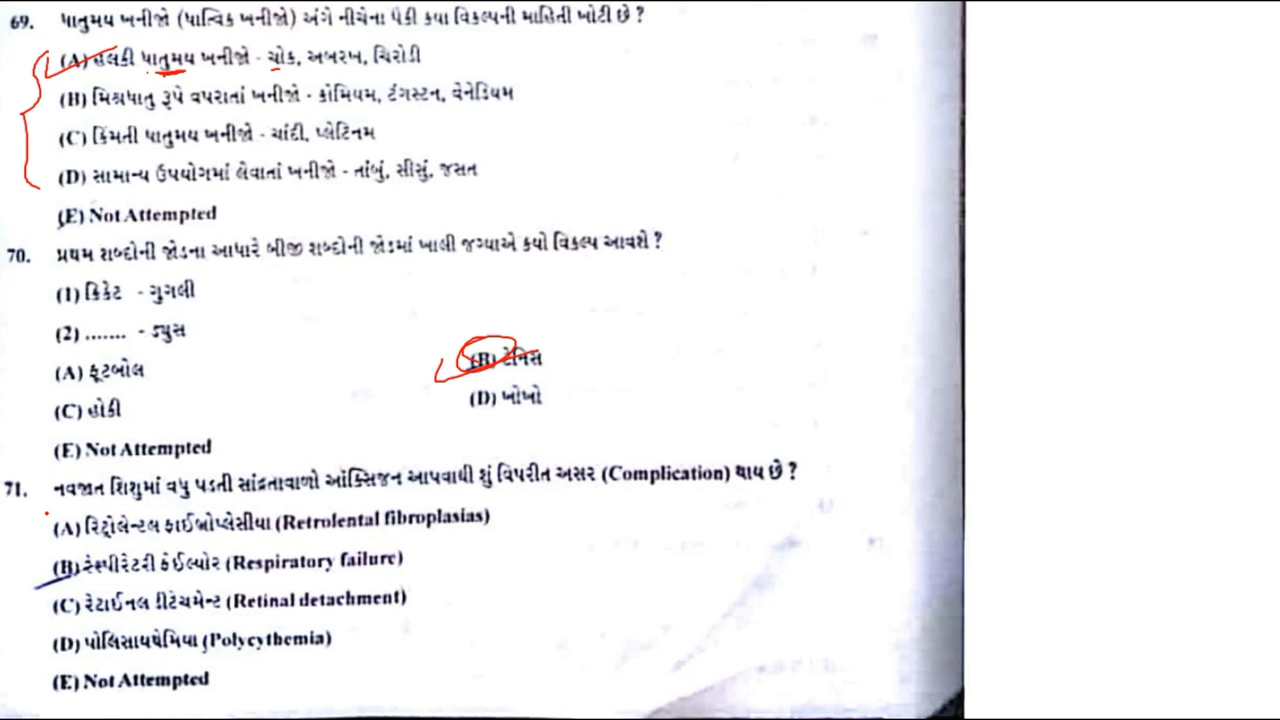 69. ધાતુમય ખનીજો (ધાત્વિક ખનીજો) અંગે નીચેના પૈકી કયા વિકલ્પની માહિતી ખોટી છે ?
(A) હલકી ધાતુમય ખનીજો - ચોક, અબરખ, ચિરોડી
(B) મિશ્રધાતુ રૂપે વપરાતાં ખનીજો - ક્રોમિયમ, ટંગસ્ટન, વેનેડિયમ
(C) કિંમતી ધાતુમય ખનીજો - ચાંદી, પ્લેટિનમ
(D) સામાન્ય ઉપયોગમાં લેવાતાં ખનીજો - તાંબું, સીસું, જસત
(E) Not Attempted
70. પ્રથમ શબ્દોની જોડના આધારે બીજી શબ્દોની જોડમાં ખાલી જગ્યાએ કયો વિકલ્પ આવશે ?
(1) ક્રિકેટ - ગુગલી
(2) ....... - ડ્યુસ
(A) ફૂટબોલ (B) ટેનિસ
(C) હોકી (D) ખોખો
(E) Not Attempted
71. નવજાત શિશુમાં વધુ પડતી સાંદ્રતાવાળો ઑક્સિજન આપવાથી શું વિપરીત અસર (Complication) થાય છે ?
(A) રિટ્રોલેન્ટલ ફાઈબ્રોપ્લેસીયા (Retrolental fibroplasias)
(B) રેસ્પીરેટરી ફેઈલ્યોર (Respiratory failure)
(C) રેટાઈનલ ડીટેચમેન્ટ (Retinal detachment)
(D) પોલિસાયથેમિયા (Polycythemia)
(E) Not Attempted